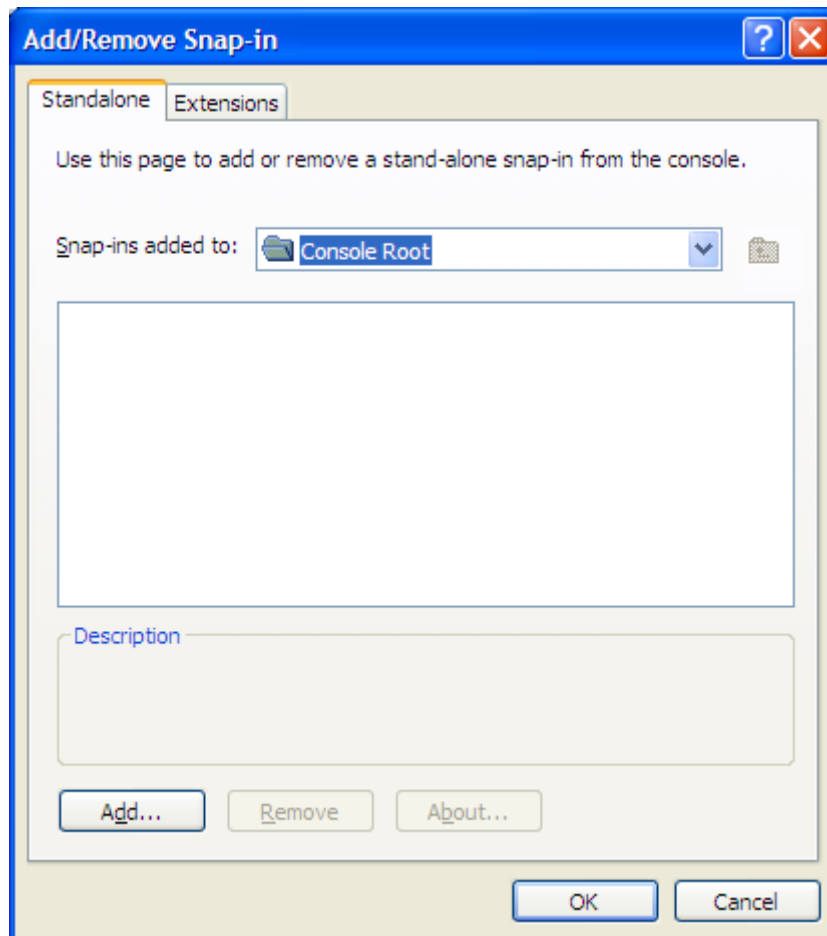 Add/Remove Snap-in
?
Standalone
Extensions
Use this page to add or remove a stand-alone snap-in from the console.
Snap-ins added to:
Console Root
Description
Add...
Remove
About...
OK
Cancel